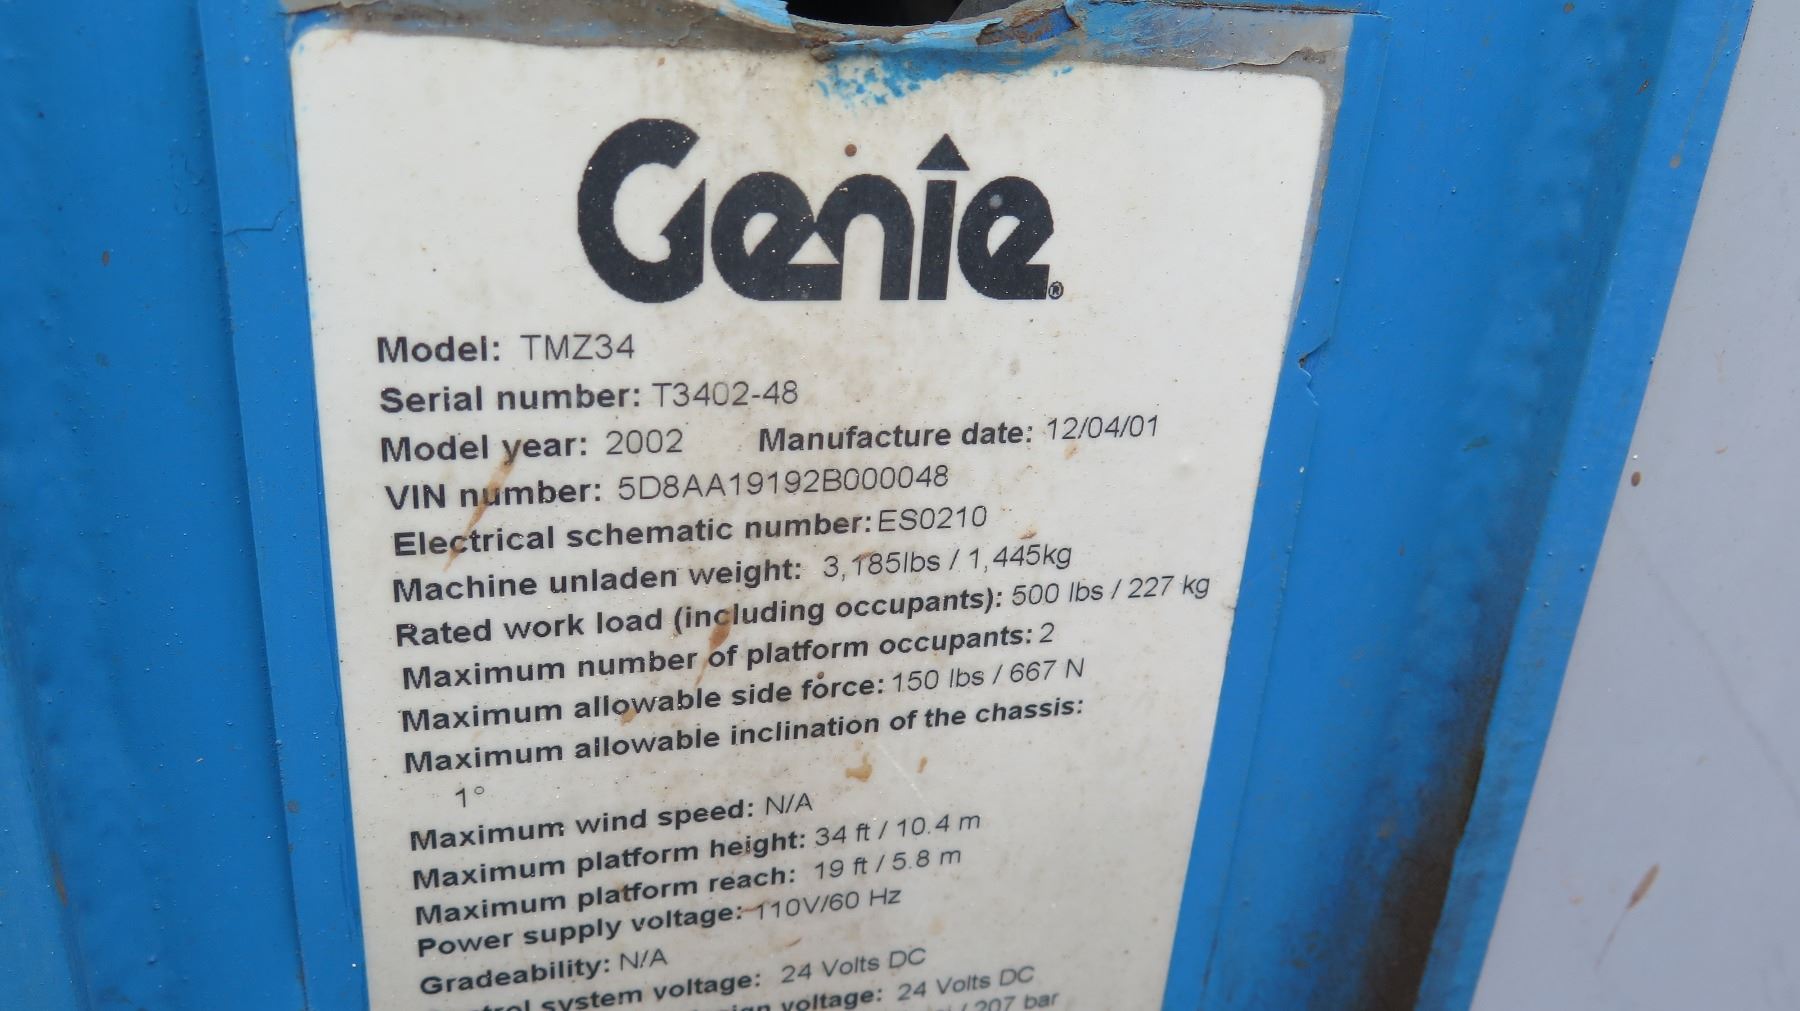 Genie®
Model: TMZ34
Serial number: T3402-48
Model year: 2002 Manufacture date: 12/04/01
VIN number: 5D8AA19192B000048
Electrical schematic number: ES0210
Machine unladen weight: 3,185lbs / 1,445kg
Rated work load (including occupants): 500 lbs / 227 kg
Maximum number of platform occupants: 2
Maximum allowable side force: 150 lbs / 667 N
Maximum allowable inclination of the chassis:
1°
Maximum wind speed: N/A
Maximum platform height: 34 ft / 10.4 m
Maximum platform reach: 19 ft / 5.8 m
Power supply voltage: 110V/60 Hz
Gradeability: N/A
system voltage: 24 Volts DC
voltage: 24 Volts DC
/ 207 bar